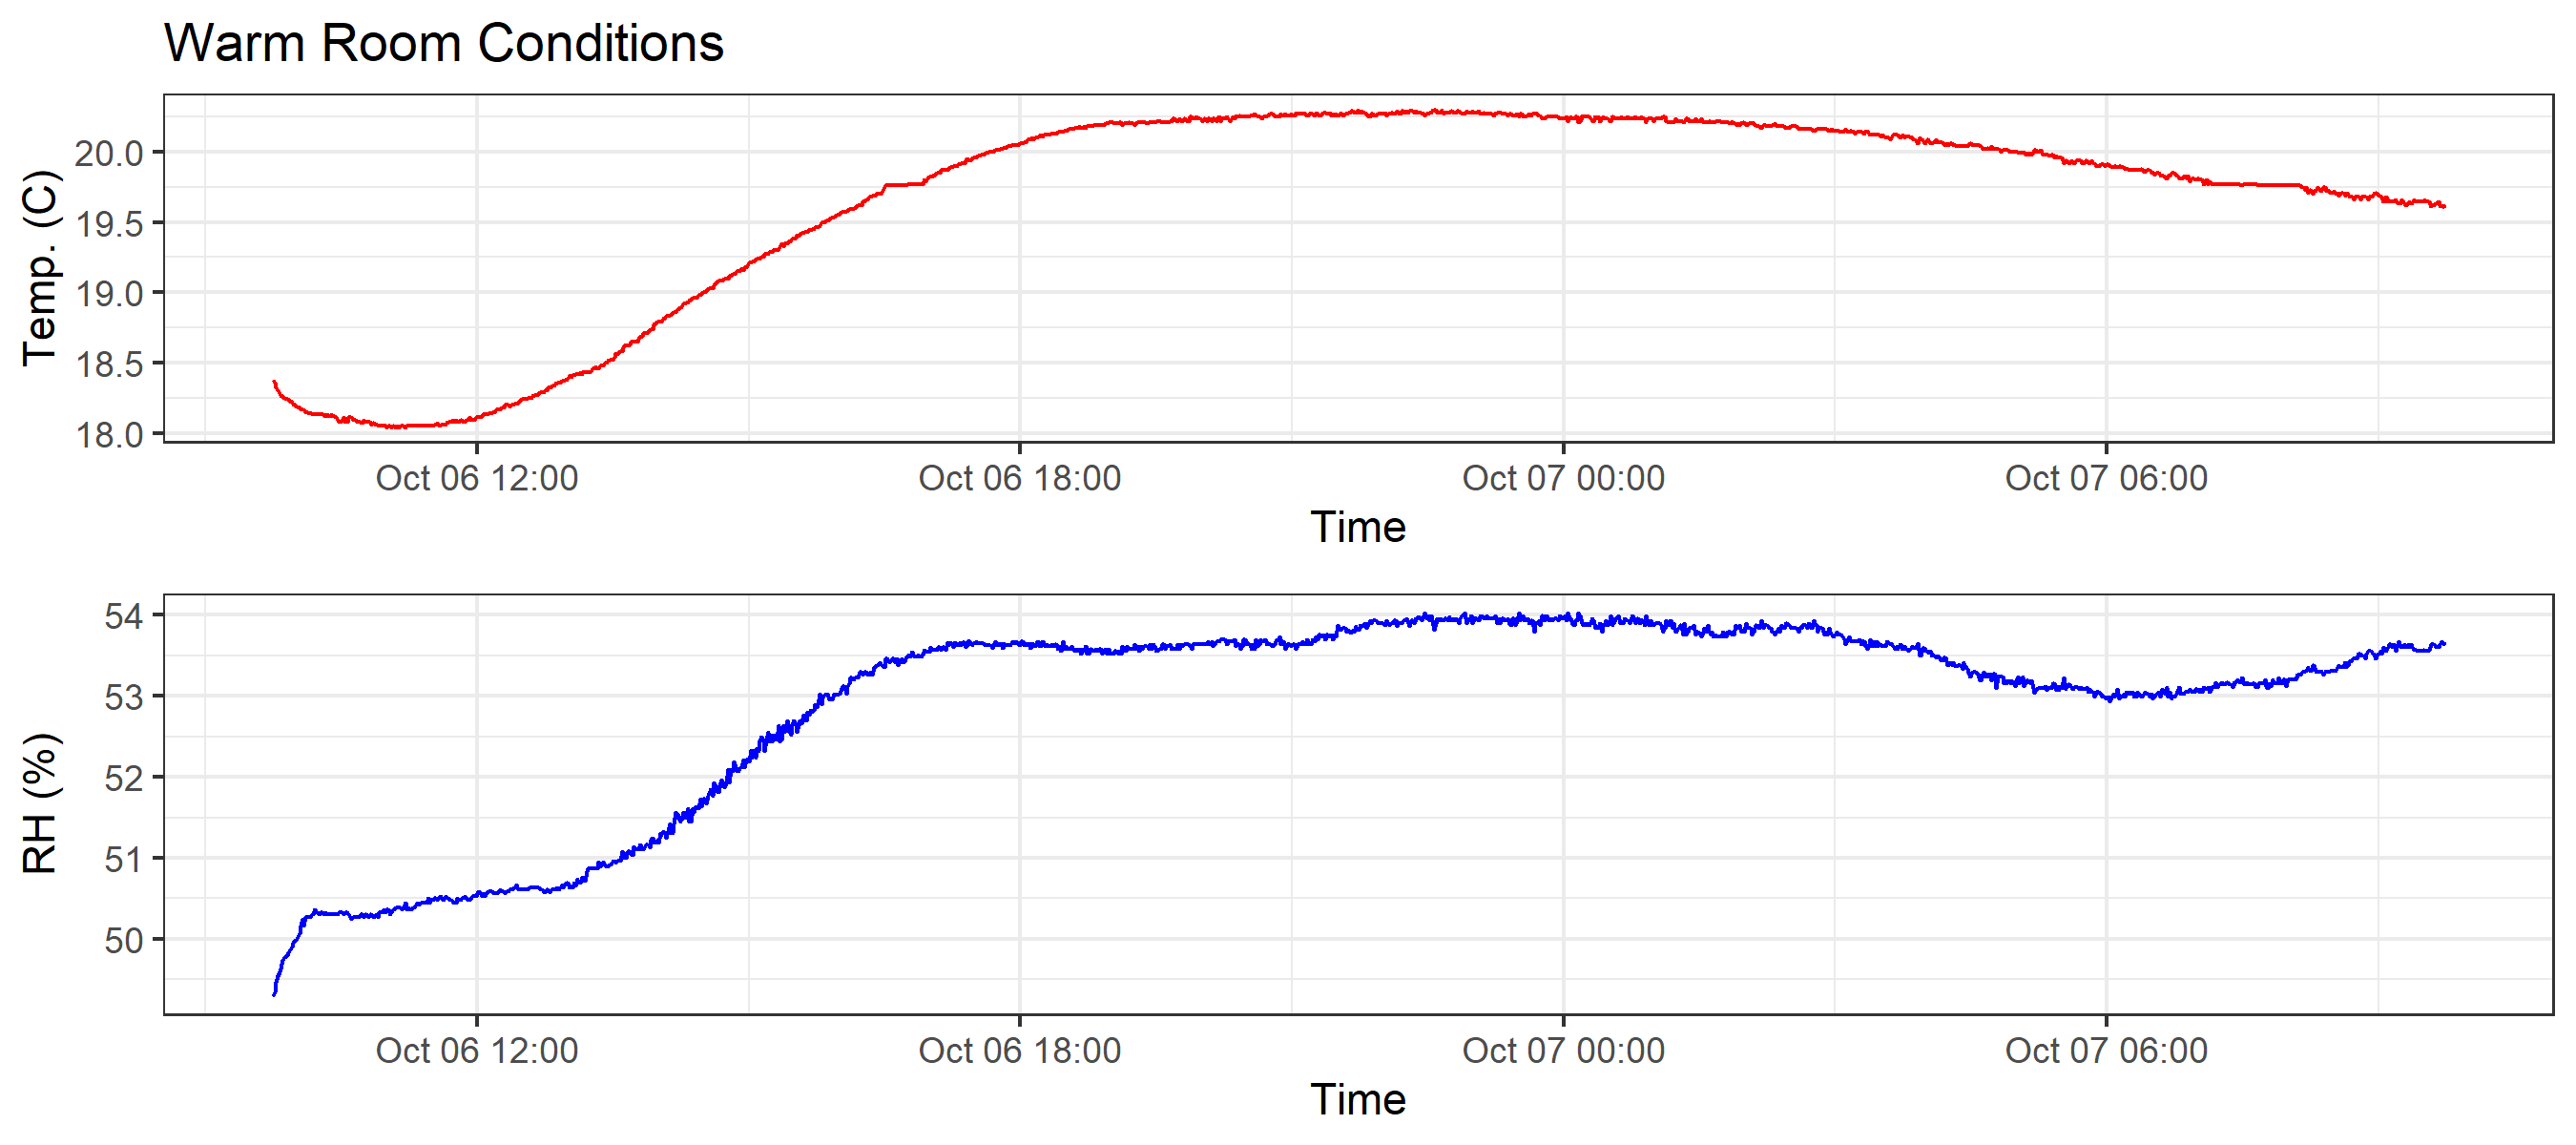 Warm Room Conditions
Temp. (C)
20.0
19.5
19.0
18.5
18.0
Oct 06 12:00 Oct 06 18:00 Oct 07 00:00 Oct 07 06:00
Time
RH (%)
54
53
52
51
50
Oct 06 12:00 Oct 06 18:00 Oct 07 00:00 Oct 07 06:00
Time